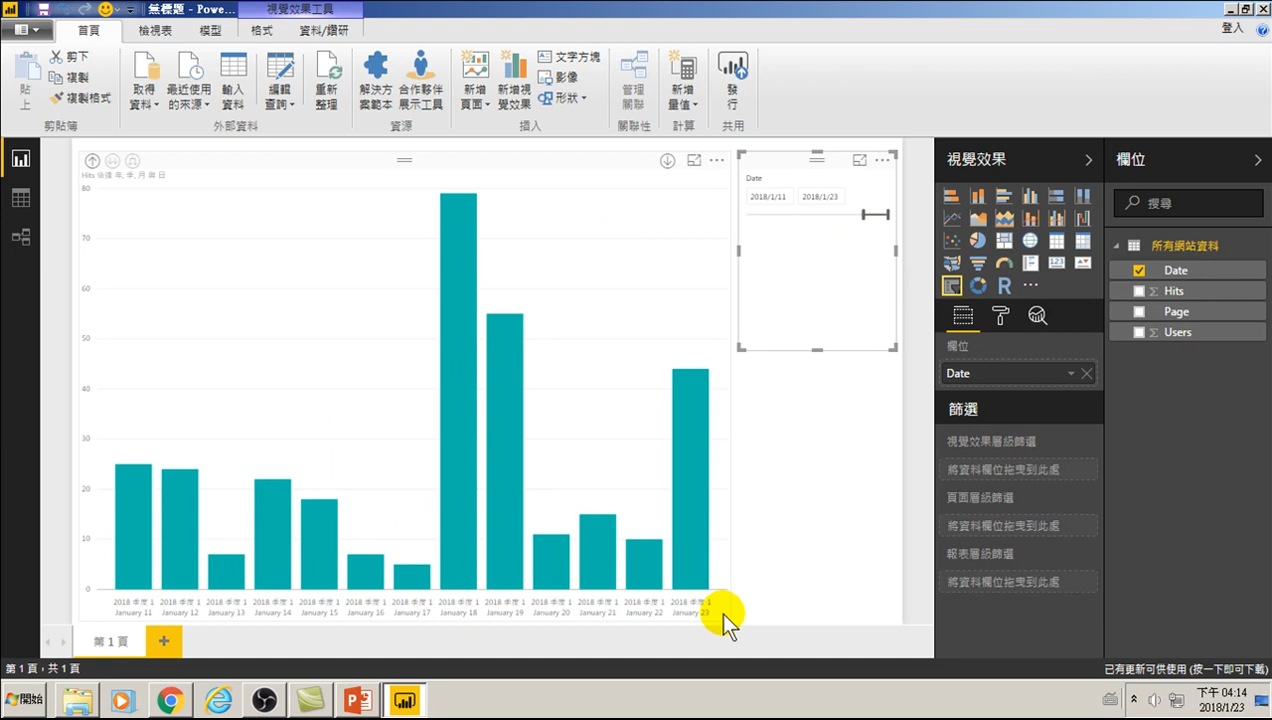 無標題 - Powe...
視覺效果工具
首頁
檢視表
模型
格式
資料/鑽研
登入
貼上
剪下
複製
複製格式
剪貼簿
取得資料
最近使用的來源
輸入資料
編輯查詢
重新整理
外部資料
解決方案範本
合作夥伴展示工具
資源
新增頁面
新增視覺效果
文字方塊
影像
形狀
插入
管理關聯
關聯性
新增量值
計算
發行
共用
80
70
60
50
40
30
20
10
0
2018 季度 1 January 11
2018 季度 1 January 12
2018 季度 1 January 13
2018 季度 1 January 14
2018 季度 1 January 15
2018 季度 1 January 16
2018 季度 1 January 17
2018 季度 1 January 18
2018 季度 1 January 19
2018 季度 1 January 20
2018 季度 1 January 21
2018 季度 1 January 22
2018 季度 1 January 23
Date
2018/1/11
2018/1/23
視覺效果
R
123
欄位
Date
篩選
視覺效果層級篩選
將資料欄位拖曳到此處
頁面層級篩選
將資料欄位拖曳到此處
報表層級篩選
將資料欄位拖曳到此處
欄位
搜尋
所有網站資料
Date
Σ Hits
Page
Σ Users
第 1 頁
第 1 頁，共 1 頁
已有更新可供使用 (按一下即可下載)
開始
下午 04:14
2018/1/23